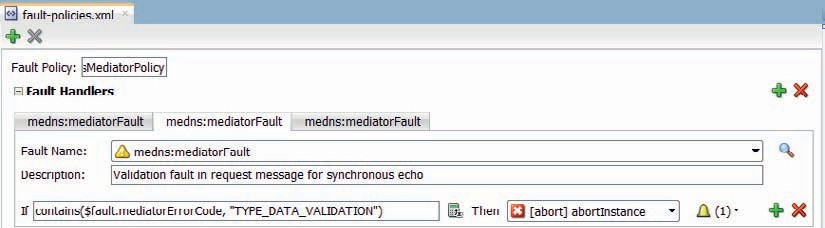 fault-policies.xml
Fault Policy: sMediatorPolicy
Fault Handlers
medns:mediatorFault medns:mediatorFault medns:mediatorFault
Fault Name: medns:mediatorFault
Description: Validation fault in request message for synchronous echo
If contains($fault.mediatorErrorCode, "TYPE_DATA_VALIDATION") Then [abort] abortInstance (1)